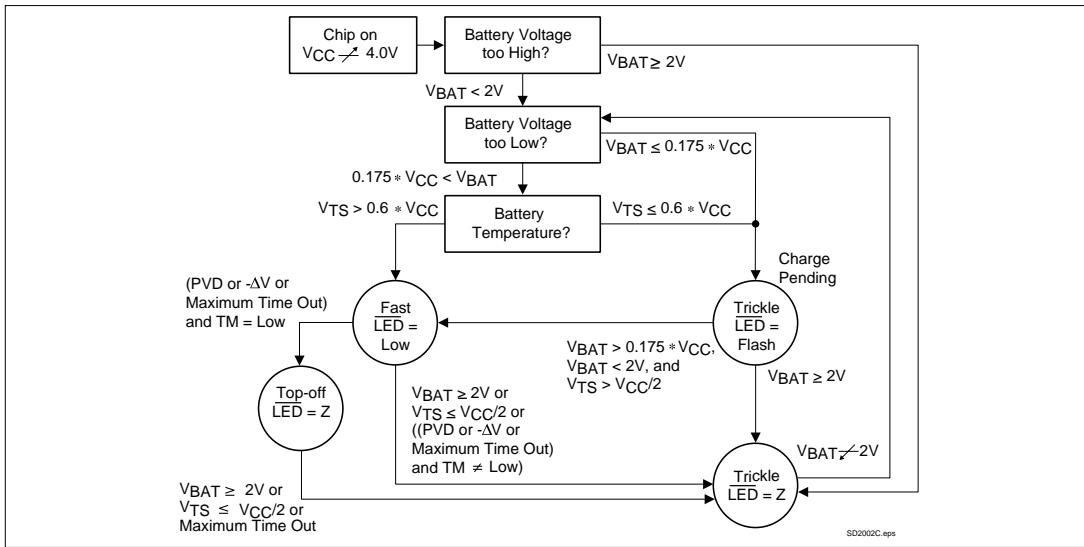 Chip on
VCC 4.0V
Battery Voltage
too High?
VBAT ≥ 2V
VBAT < 2V
Battery Voltage
too Low?
VBAT ≤ 0.175 * VCC
0.175 * VCC < VBAT
VTS > 0.6 * VCC
Battery
Temperature?
VTS ≤ 0.6 * VCC
Charge
Pending
(PVD or -ΔV or
Maximum Time Out)
and TM = Low
Fast
LED =
Low
Trickle
LED =
Flash
VBAT > 0.175 * VCC,
VBAT < 2V, and
VTS > VCC/2
VBAT ≥ 2V
Top-off
LED = Z
VBAT ≥ 2V or
VTS ≤ VCC/2 or
((PVD or -ΔV or
Maximum Time Out)
and TM ≠ Low)
VBAT 2V
Trickle
LED = Z
VBAT ≥ 2V or
VTS ≤ VCC/2 or
Maximum Time Out
SD2002C.eps